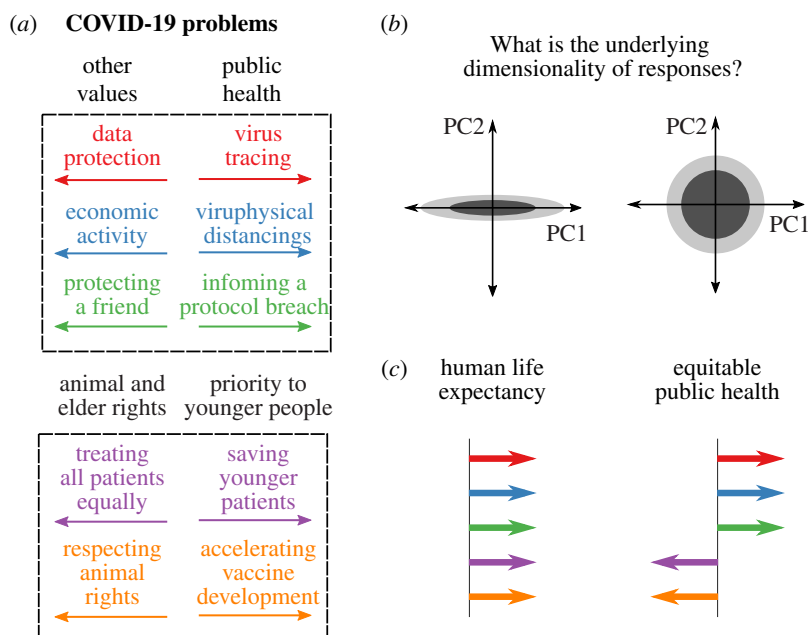 (a) COVID-19 problems
other values
public health
data protection
virus tracing
economic activity
viruphysical distancings
protecting a friend
infoming a protocol breach
animal and elder rights
priority to younger people
treating all patients equally
saving younger patients
respecting animal rights
accelerating vaccine development
(b)
What is the underlying
dimensionality of responses?
PC2
PC1
PC2
PC1
(c)
human life expectancy
equitable public health